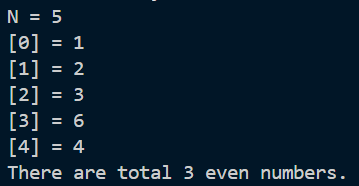 N = 5
[0] = 1
[1] = 2
[2] = 3
[3] = 6
[4] = 4
There are total 3 even numbers.